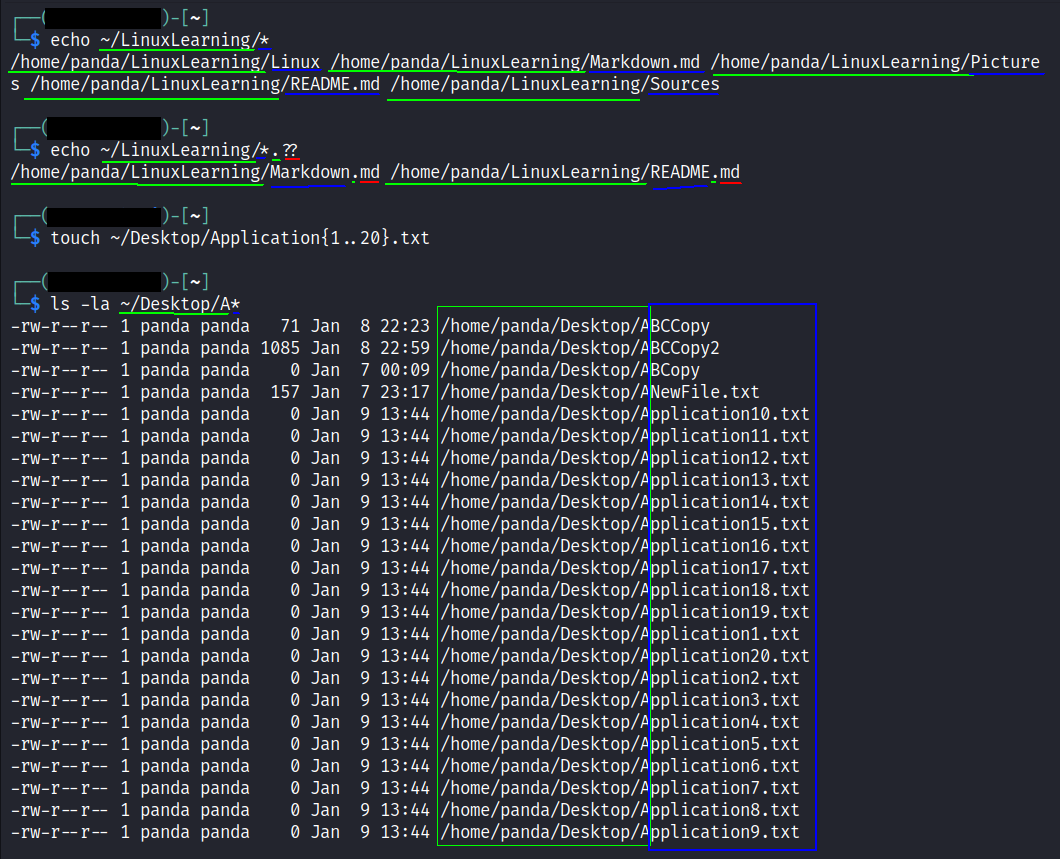 ┌──(          )-[~]
└─$ echo ~/LinuxLearning/*
/home/panda/LinuxLearning/Linux /home/panda/LinuxLearning/Markdown.md /home/panda/LinuxLearning/Picture
s /home/panda/LinuxLearning/README.md /home/panda/LinuxLearning/Sources
┌──(          )-[~]
└─$ echo ~/LinuxLearning/*.??
/home/panda/LinuxLearning/Markdown.md /home/panda/LinuxLearning/README.md
┌──(          )-[~]
└─$ touch ~/Desktop/Application{1..20}.txt
┌──(          )-[~]
└─$ ls -la ~/Desktop/A*
-rw-r--r-- 1 panda panda   71 Jan  8 22:23 /home/panda/Desktop/ABCCopy
-rw-r--r-- 1 panda panda 1085 Jan  8 22:59 /home/panda/Desktop/ABCCopy2
-rw-r--r-- 1 panda panda    0 Jan  7 00:09 /home/panda/Desktop/ABCopy
-rw-r--r-- 1 panda panda  157 Jan  7 23:17 /home/panda/Desktop/ANewFile.txt
-rw-r--r-- 1 panda panda    0 Jan  9 13:44 /home/panda/Desktop/Application10.txt
-rw-r--r-- 1 panda panda    0 Jan  9 13:44 /home/panda/Desktop/Application11.txt
-rw-r--r-- 1 panda panda    0 Jan  9 13:44 /home/panda/Desktop/Application12.txt
-rw-r--r-- 1 panda panda    0 Jan  9 13:44 /home/panda/Desktop/Application13.txt
-rw-r--r-- 1 panda panda    0 Jan  9 13:44 /home/panda/Desktop/Application14.txt
-rw-r--r-- 1 panda panda    0 Jan  9 13:44 /home/panda/Desktop/Application15.txt
-rw-r--r-- 1 panda panda    0 Jan  9 13:44 /home/panda/Desktop/Application16.txt
-rw-r--r-- 1 panda panda    0 Jan  9 13:44 /home/panda/Desktop/Application17.txt
-rw-r--r-- 1 panda panda    0 Jan  9 13:44 /home/panda/Desktop/Application18.txt
-rw-r--r-- 1 panda panda    0 Jan  9 13:44 /home/panda/Desktop/Application19.txt
-rw-r--r-- 1 panda panda    0 Jan  9 13:44 /home/panda/Desktop/Application1.txt
-rw-r--r-- 1 panda panda    0 Jan  9 13:44 /home/panda/Desktop/Application20.txt
-rw-r--r-- 1 panda panda    0 Jan  9 13:44 /home/panda/Desktop/Application2.txt
-rw-r--r-- 1 panda panda    0 Jan  9 13:44 /home/panda/Desktop/Application3.txt
-rw-r--r-- 1 panda panda    0 Jan  9 13:44 /home/panda/Desktop/Application4.txt
-rw-r--r-- 1 panda panda    0 Jan  9 13:44 /home/panda/Desktop/Application5.txt
-rw-r--r-- 1 panda panda    0 Jan  9 13:44 /home/panda/Desktop/Application6.txt
-rw-r--r-- 1 panda panda    0 Jan  9 13:44 /home/panda/Desktop/Application7.txt
-rw-r--r-- 1 panda panda    0 Jan  9 13:44 /home/panda/Desktop/Application8.txt
-rw-r--r-- 1 panda panda    0 Jan  9 13:44 /home/panda/Desktop/Application9.txt